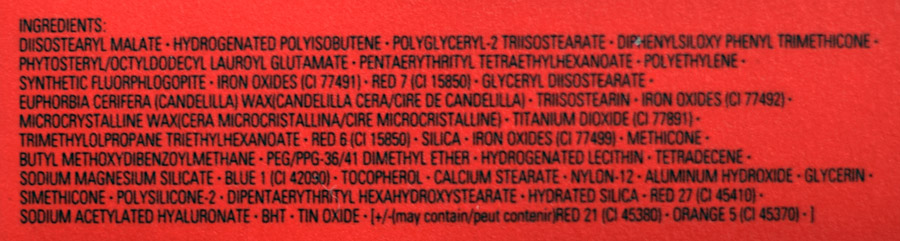 INGREDIENTS:
DIISOSTEARYL MALATE · HYDROGENATED POLYISOBUTENE · POLYGLYCERYL-2 TRIISOSTEARATE · DIPHENYLSILOXY PHENYL TRIMETHICONE ·
PHYTOSTERYL/OCTYLDODECYL LAUROYL GLUTAMATE · PENTAERYTHRITYL TETRAETHYLHEXANOATE · POLYETHYLENE ·
SYNTHETIC FLUORPHLOGOPITE · IRON OXIDES (CI 77491) · RED 7 (CI 15850) · GLYCERYL DIISOSTEARATE ·
EUPHORBIA CERIFERA (CANDELILLA) WAX(CANDELILLA CERA/CIRE DE CANDELILLA) · TRIISOSTEARIN · IRON OXIDES (CI 77492) ·
MICROCRYSTALLINE WAX(CERA MICROCRISTALLINA/CIRE MICROCRISTALLINE) · TITANIUM DIOXIDE (CI 77891) ·
TRIMETHYLOLPROPANE TRIETHYLHEXANOATE · RED 6 (CI 15850) · SILICA · IRON OXIDES (CI 77499) · METHICONE ·
BUTYL METHOXYDIBENZOYLMETHANE · PEG/PPG-36/41 DIMETHYL ETHER · HYDROGENATED LECITHIN · TETRADECENE ·
SODIUM MAGNESIUM SILICATE · BLUE 1 (CI 42090) · TOCOPHEROL · CALCIUM STEARATE · NYLON-12 · ALUMINUM HYDROXIDE · GLYCERIN ·
SIMETHICONE · POLYSILICONE-2 · DIPENTAERYTHRITYL HEXAHYDROXYSTEARATE · HYDRATED SILICA · RED 27 (CI 45410) ·
SODIUM ACETYLATED HYALURONATE · BHT · TIN OXIDE · [+/-(may contain/peut contenir)RED 21 (CI 45380) · ORANGE 5 (CI 45370) · ]